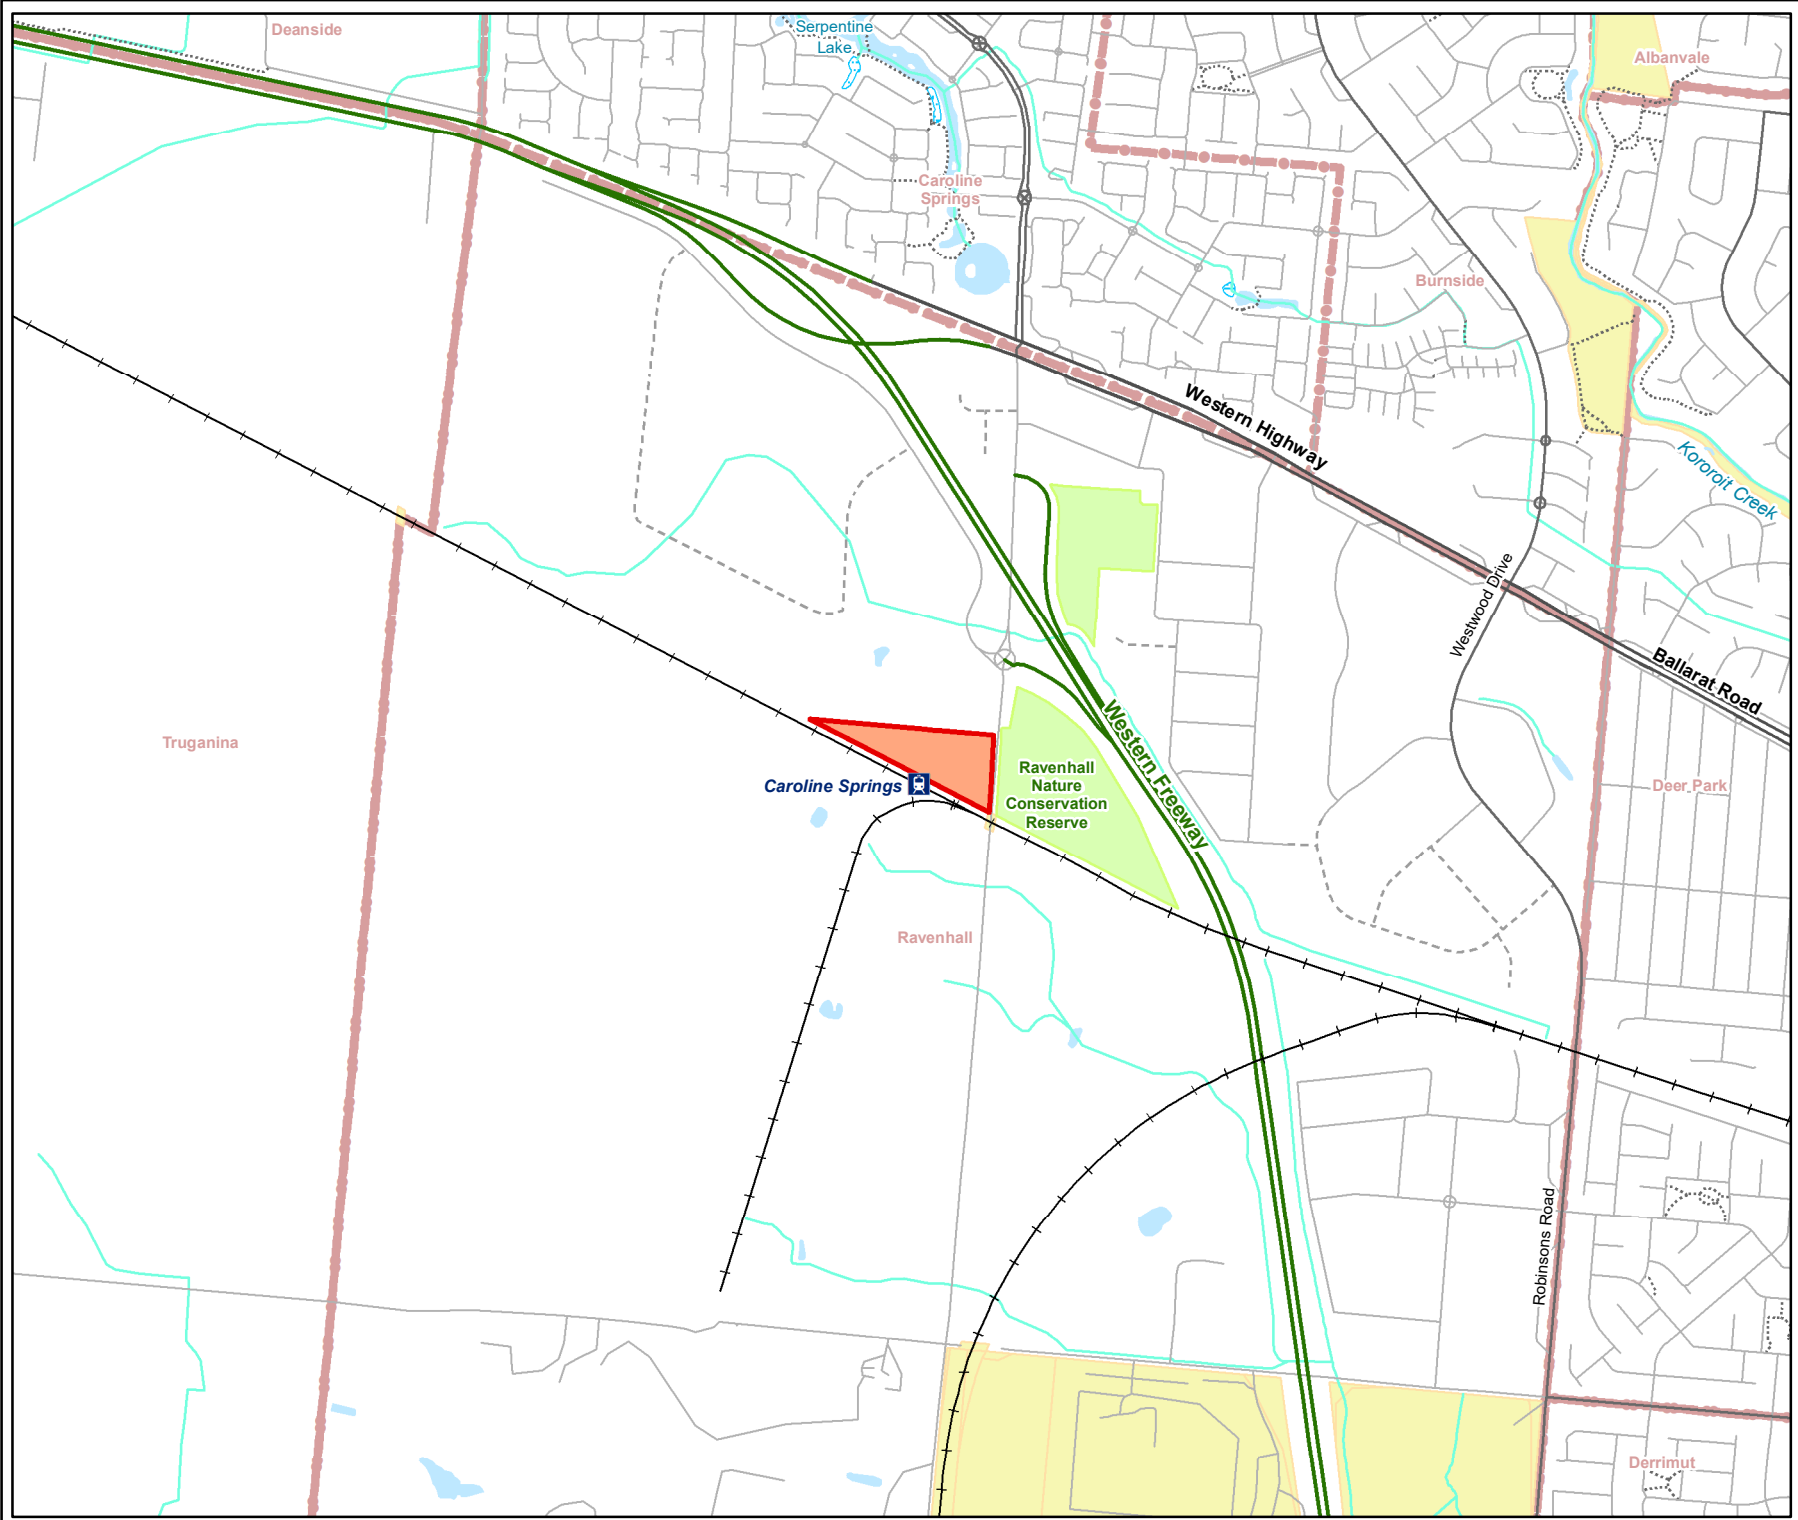 Deanside
Serpentine
Lake
Albanvale
Caroline
Springs
Burnside
Western Highway
Kororoit Creek
Westwood Drive
Ballarat Road
Truganina
Western Freeway
Caroline Springs
Ravenhall
Nature
Conservation
Reserve
Deer Park
Ravenhall
Robinsons Road
Derrimut